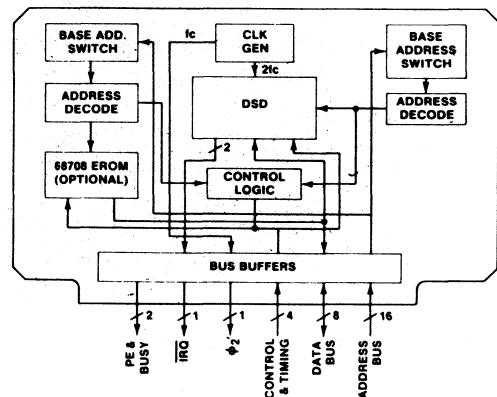 BASE ADD.
SWITCH
fc
CLK
GEN
BASE
ADDRESS
SWITCH
2fc
ADDRESS
DECODE
DSD
ADDRESS
DECODE
2
68708 EROM
(OPTIONAL)
CONTROL
LOGIC
BUS BUFFERS
2
1
1
4
8
16
PE &
BUSY
IRQ
ϕ2
CONTROL
& TIMING
DATA
BUS
ADDRESS
BUS